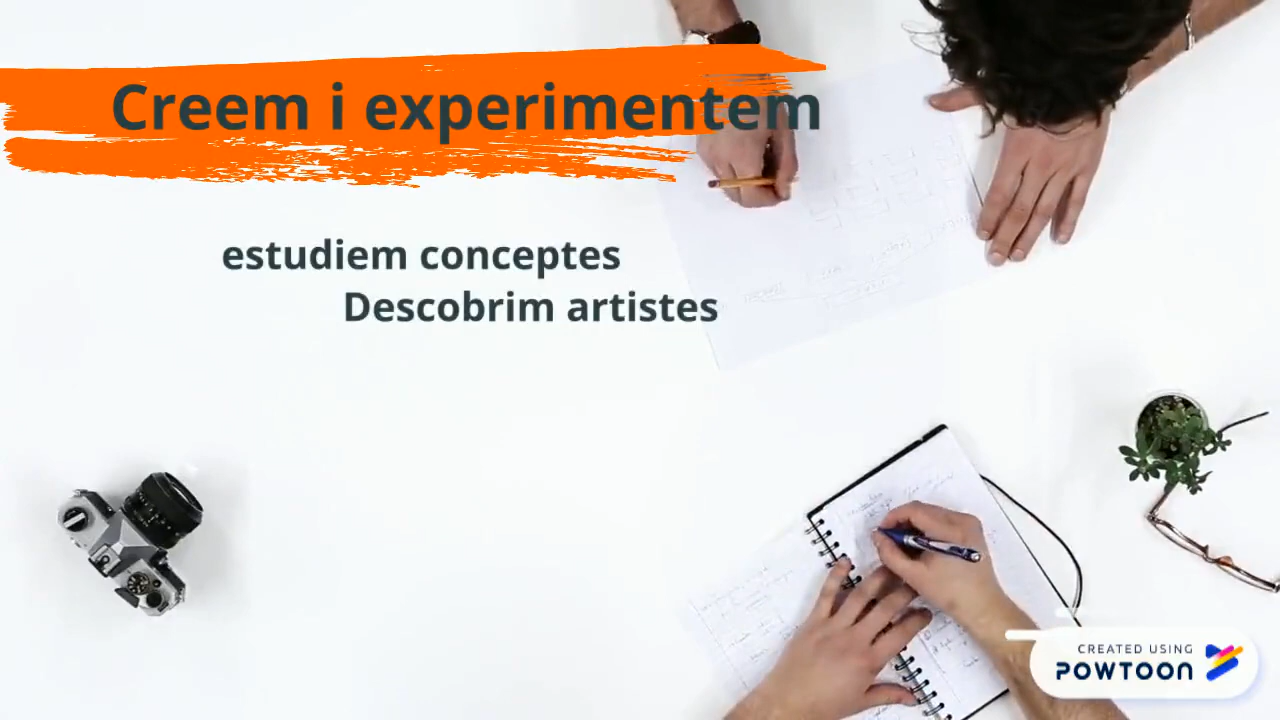 Creem i experimentem
estudiem conceptes
Descobrim artistes
CREATED USING
POWTOON